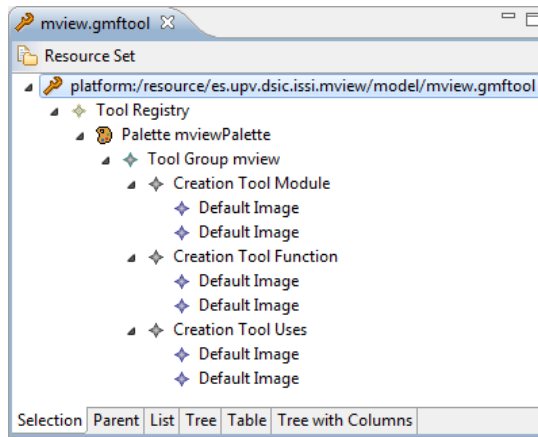 mview.gmftool
Resource Set
platform:/resource/es.upv.dsic.issi.mview/model/mview.gmftool
Tool Registry
Palette mviewPalette
Tool Group mview
Creation Tool Module
Default Image
Default Image
Creation Tool Function
Default Image
Default Image
Creation Tool Uses
Default Image
Default Image
Selection Parent List Tree Table Tree with Columns